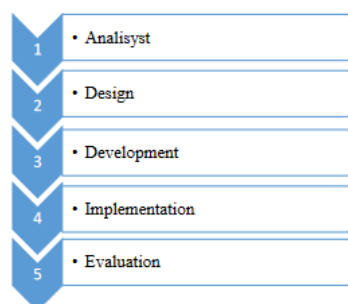 1 • Analisyst
2 • Design
3 • Development
4 • Implementation
5 • Evaluation